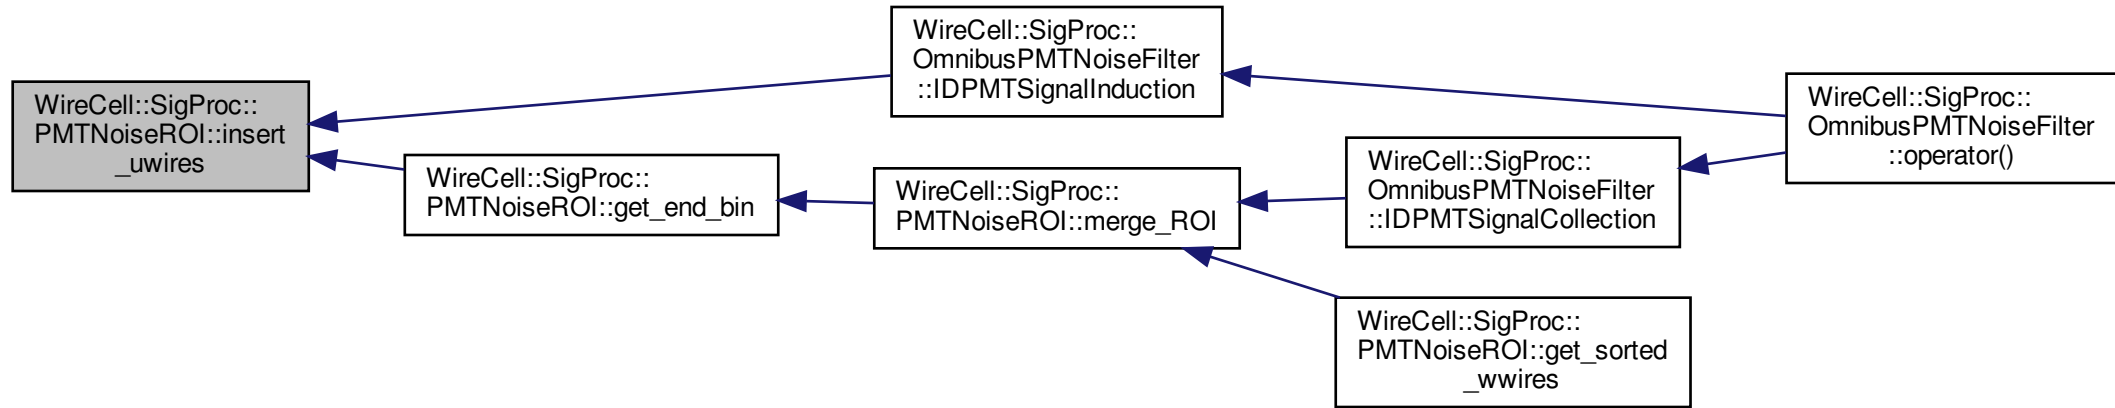 WireCell::SigProc::
PMTNoiseROI::insert
_uwires
WireCell::SigProc::
OmnibusPMTNoiseFilter
::IDPMTSignalInduction
WireCell::SigProc::
PMTNoiseROI::get_end_bin
WireCell::SigProc::
PMTNoiseROI::merge_ROI
WireCell::SigProc::
OmnibusPMTNoiseFilter
::IDPMTSignalCollection
WireCell::SigProc::
PMTNoiseROI::get_sorted
_wwires
WireCell::SigProc::
OmnibusPMTNoiseFilter
::operator()